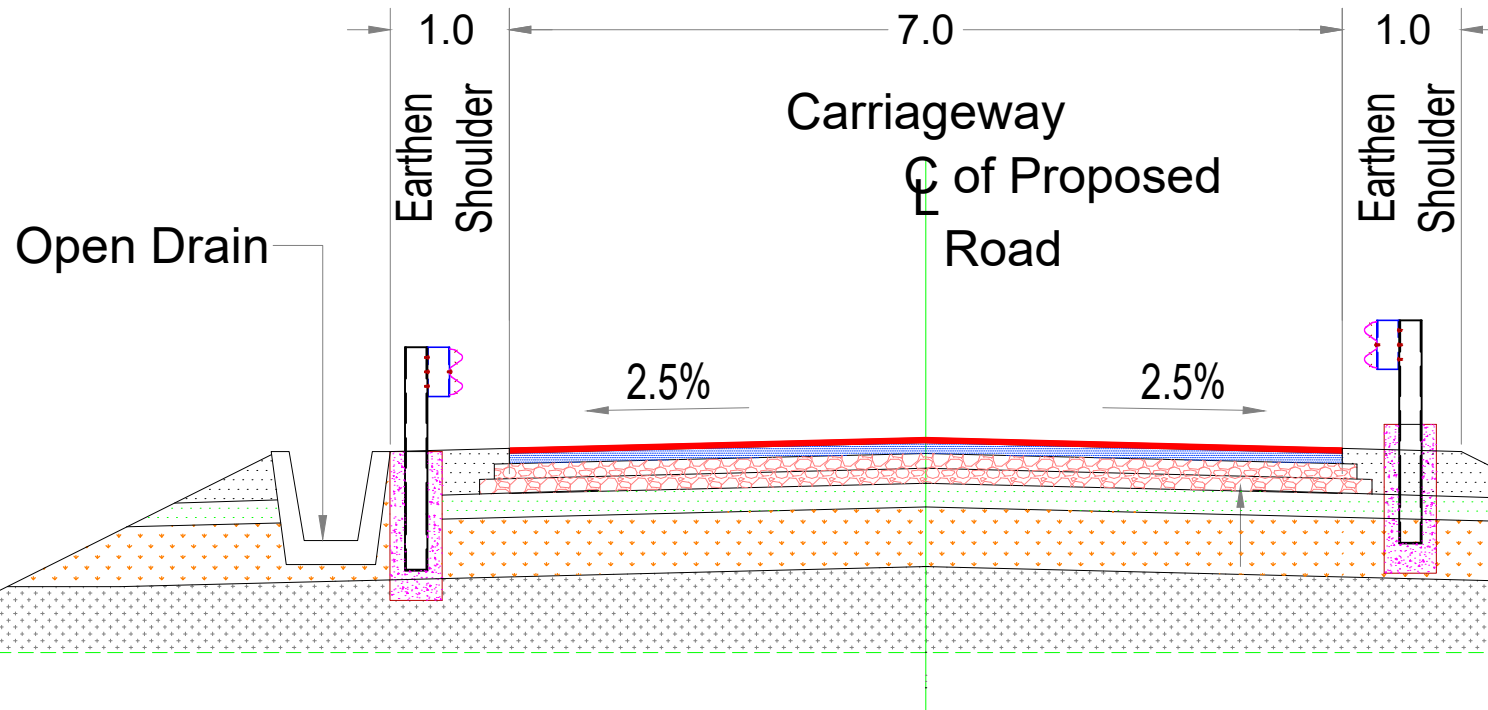 1.0
7.0
1.0
Earthen
Shoulder
Carriageway
℄ of Proposed
Road
Earthen
Shoulder
Open Drain
2.5%
2.5%